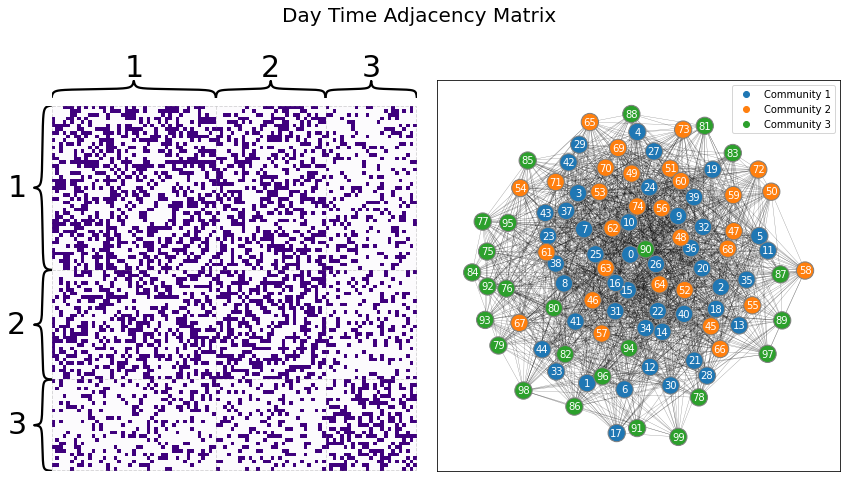 Day Time Adjacency Matrix
1 2 3
1
2
3
Community 1
Community 2
Community 3
88
65 4 73 81
29 69 27 83
85 42 70 49 51 19 72
54 71 53 24 60 39 59 50
3
43 37 74 56 9
77 95 7 62 10 32 47 5
23 48
75 61 25 0 90 36 68 11
38 63 26 20
84 58
87
92 76 8 16 15 64 52 2 35
46
93 80 31 22 40 18 55 89
67 41 57 34 14 45 13
79 44 82 94 66 97
33 12 21
98 1 96 6 30 28
86 78
17 91 99